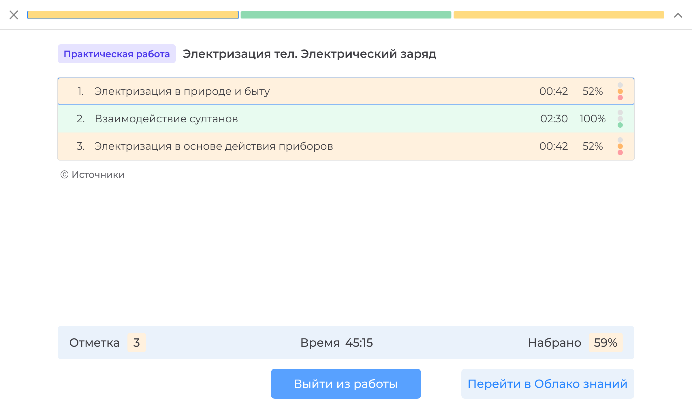 Практическая работа Электризация тел. Электрический заряд
1. Электризация в природе и быту 00:42 52%
2. Взаимодействие султанов 02:30 100%
3. Электризация в основе действия приборов 00:42 52%
© Источники
Отметка 3 Время 45:15 Набрано 59%
Выйти из работы Перейти в Облако знаний